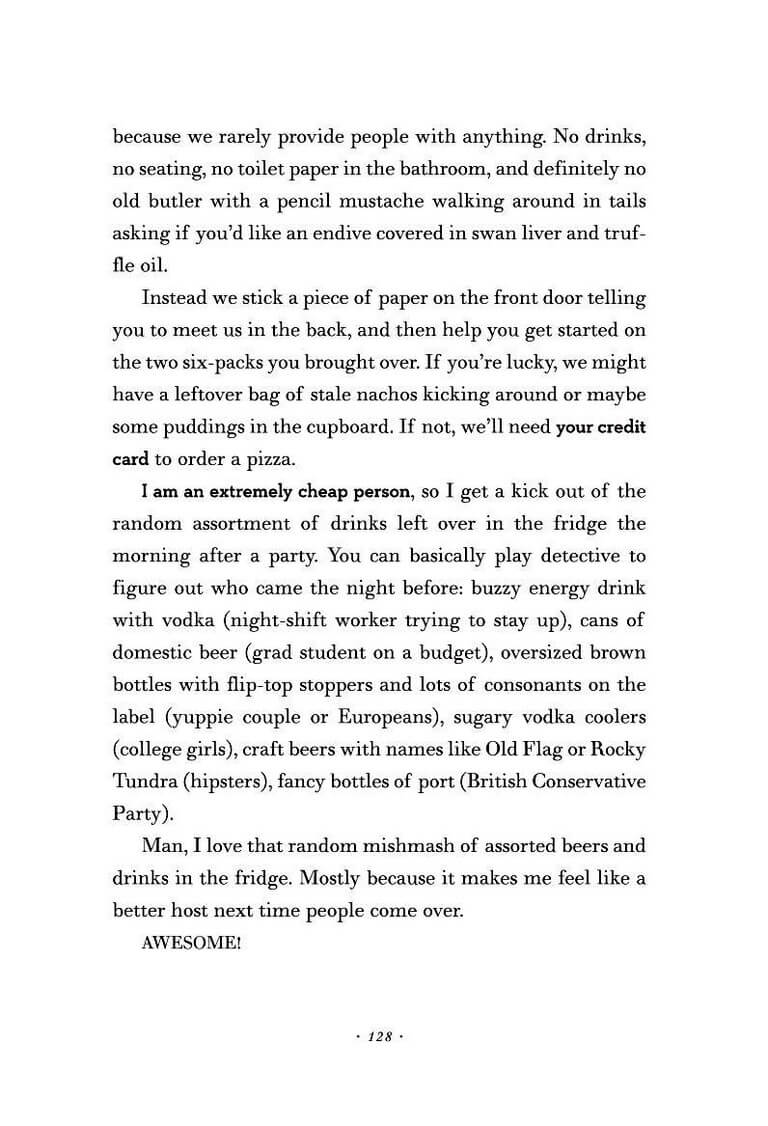 because we rarely provide people with anything. No drinks,
no seating, no toilet paper in the bathroom, and definitely no
old butler with a pencil mustache walking around in tails
asking if you’d like an endive covered in swan liver and truf-
fle oil.
Instead we stick a piece of paper on the front door telling
you to meet us in the back, and then help you get started on
the two six-packs you brought over. If you’re lucky, we might
have a leftover bag of stale nachos kicking around or maybe
some puddings in the cupboard. If not, we’ll need your credit
card to order a pizza.
I am an extremely cheap person, so I get a kick out of the
random assortment of drinks left over in the fridge the
morning after a party. You can basically play detective to
figure out who came the night before: buzzy energy drink
with vodka (night-shift worker trying to stay up), cans of
domestic beer (grad student on a budget), oversized brown
bottles with flip-top stoppers and lots of consonants on the
label (yuppie couple or Europeans), sugary vodka coolers
(college girls), craft beers with names like Old Flag or Rocky
Tundra (hipsters), fancy bottles of port (British Conservative
Party).
Man, I love that random mishmash of assorted beers and
drinks in the fridge. Mostly because it makes me feel like a
better host next time people come over.
AWESOME!
· 128 ·